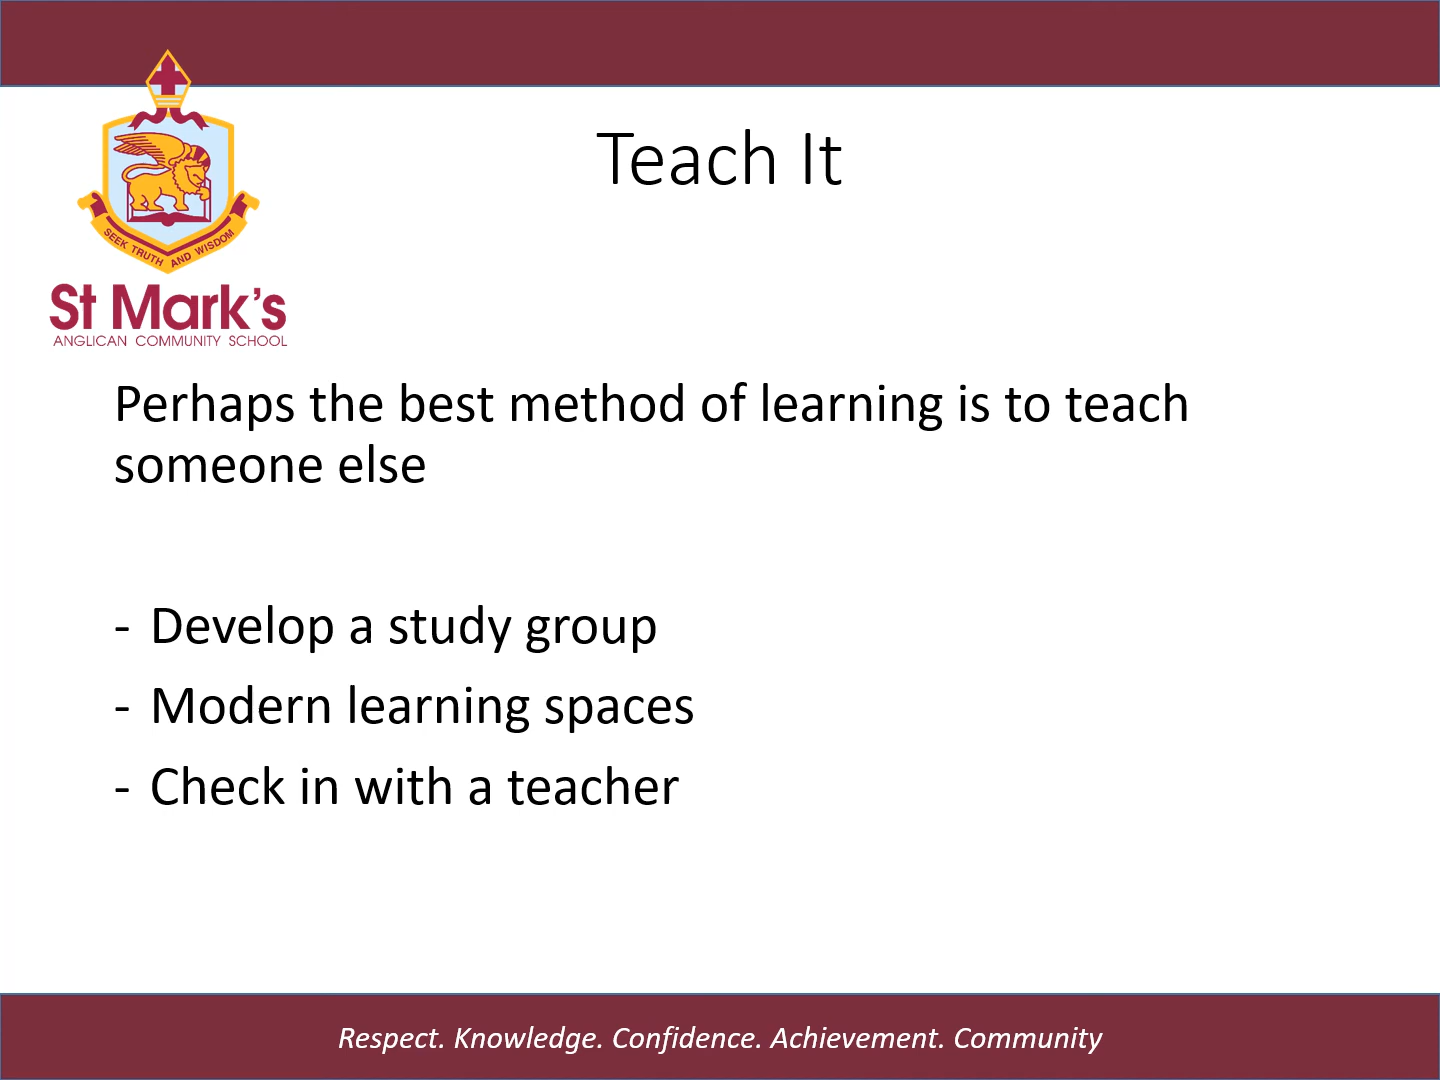 Teach It
SEEK TRUTH AND WISDOM
St Mark's
ANGLICAN COMMUNITY SCHOOL
Perhaps the best method of learning is to teach
someone else
- Develop a study group
- Modern learning spaces
- Check in with a teacher
Respect. Knowledge. Confidence. Achievement. Community